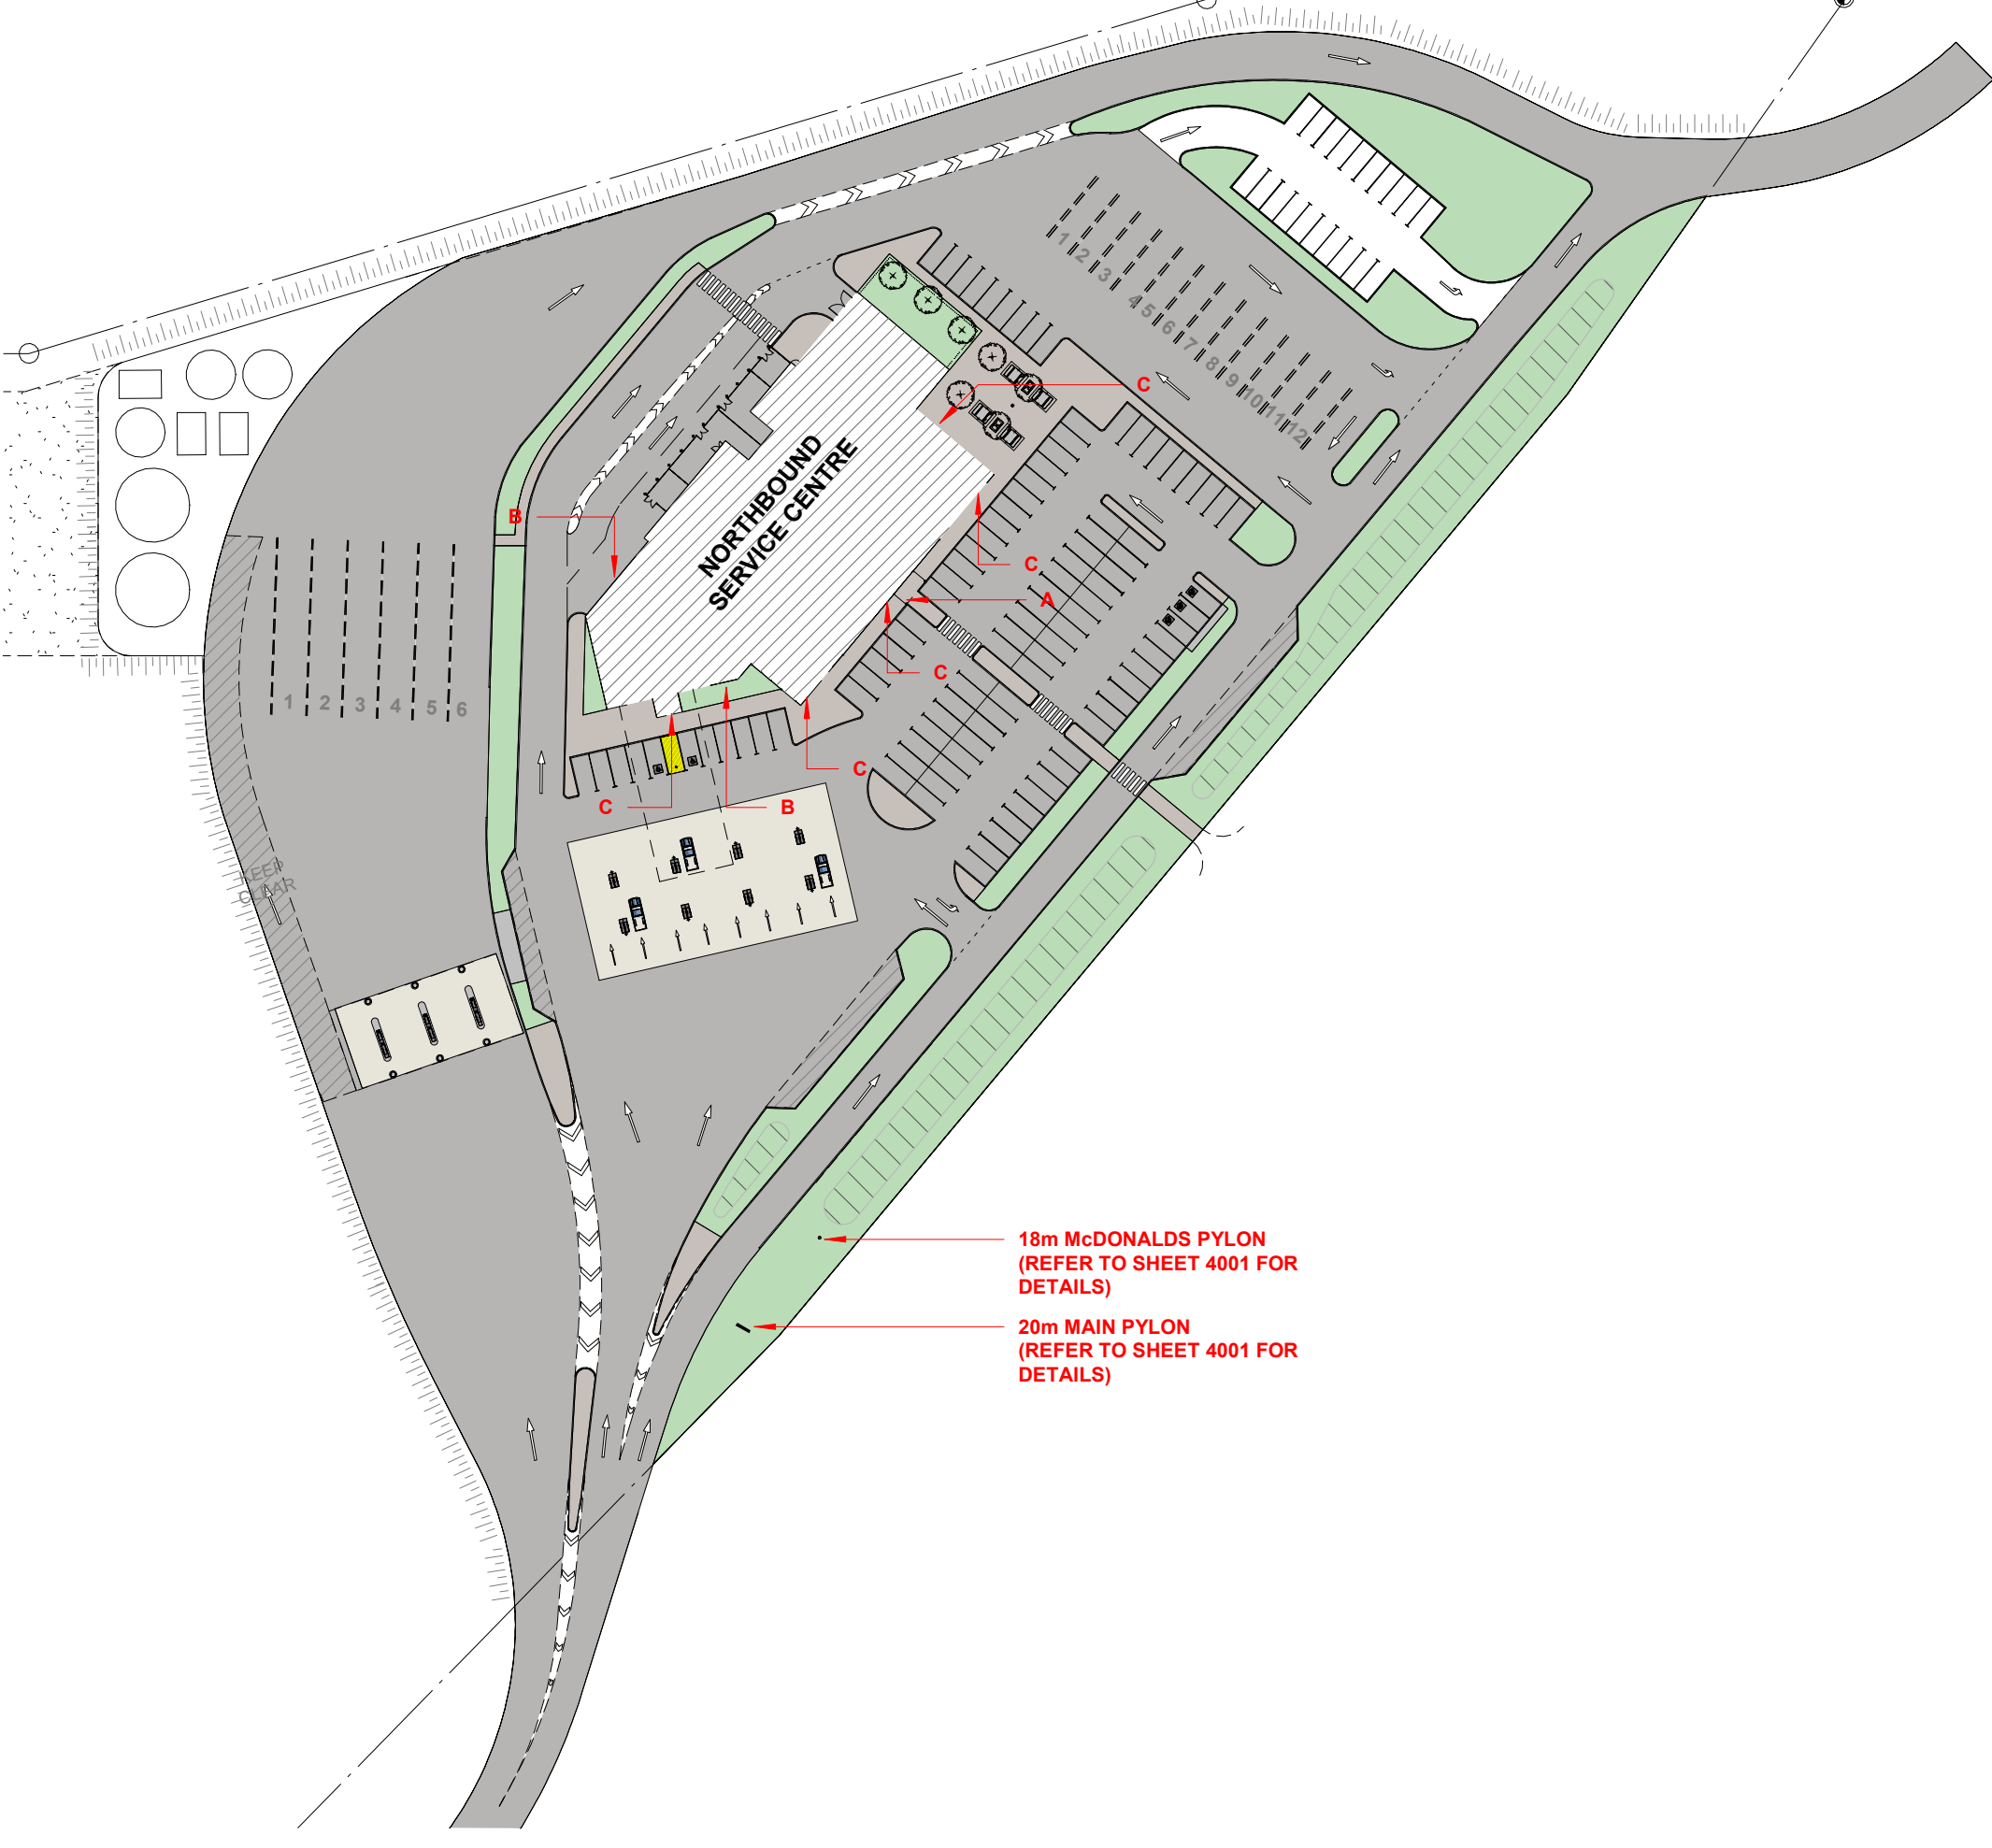 1
2
3
4
5
6
7
8
9
10
11
12
C
B
B
NORTHBOUND
SERVICE CENTRE
B
C
A
C
1
2
3
4
5
6
C
C
B
KEEP
CLEAR
18m McDONALDS PYLON
(REFER TO SHEET 4001 FOR
DETAILS)
20m MAIN PYLON
(REFER TO SHEET 4001 FOR
DETAILS)